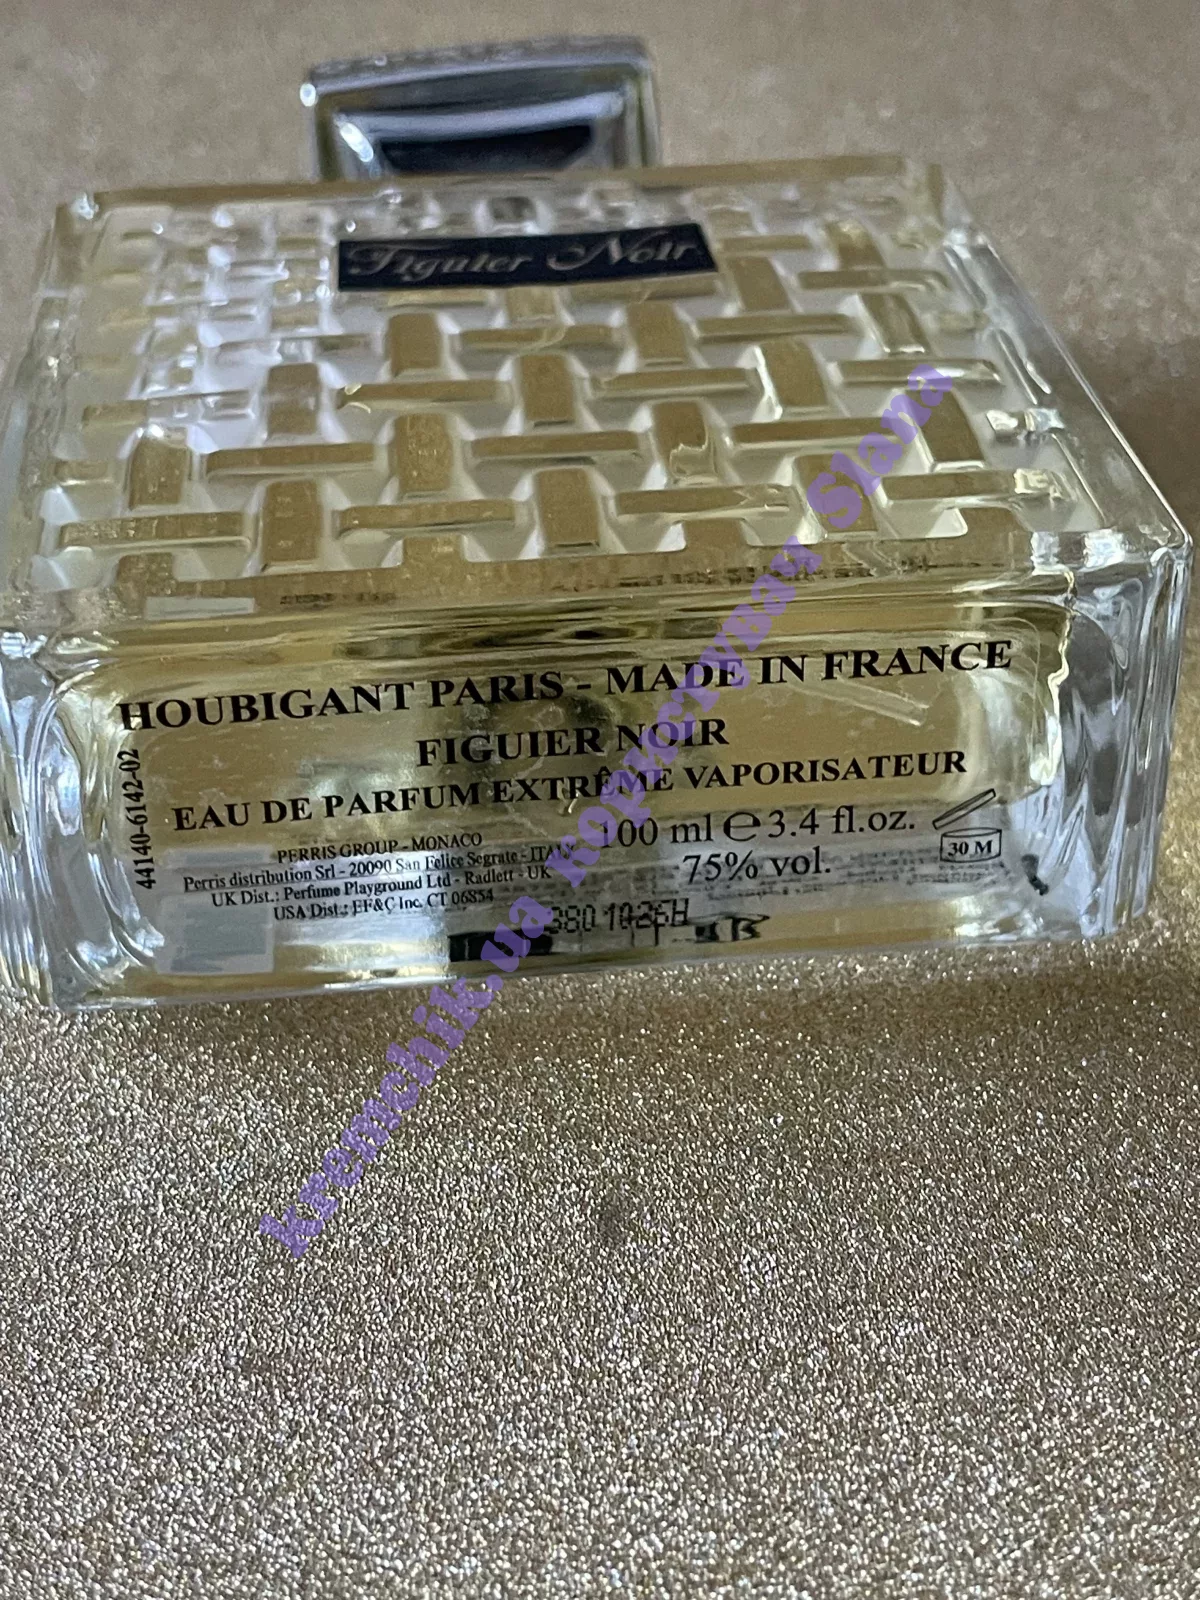 Figuier Noir
HOUBIGANT PARIS - MADE IN FRANCE
FIGUIER NOIR
EAU DE PARFUM EXTRÊME VAPORISATEUR
44140-6142-02
PERRIS GROUP - MONACO
Perris distribution Srl - 20090 San Felice Segrate - ITALY
UK Dist.: Perfume Playground Ltd - Radlett - UK
USA Dist.: EF&C Inc. CT 06854
100 ml e 3.4 fl.oz.
75% vol.
30 M
kremchik.ua користувач Slana